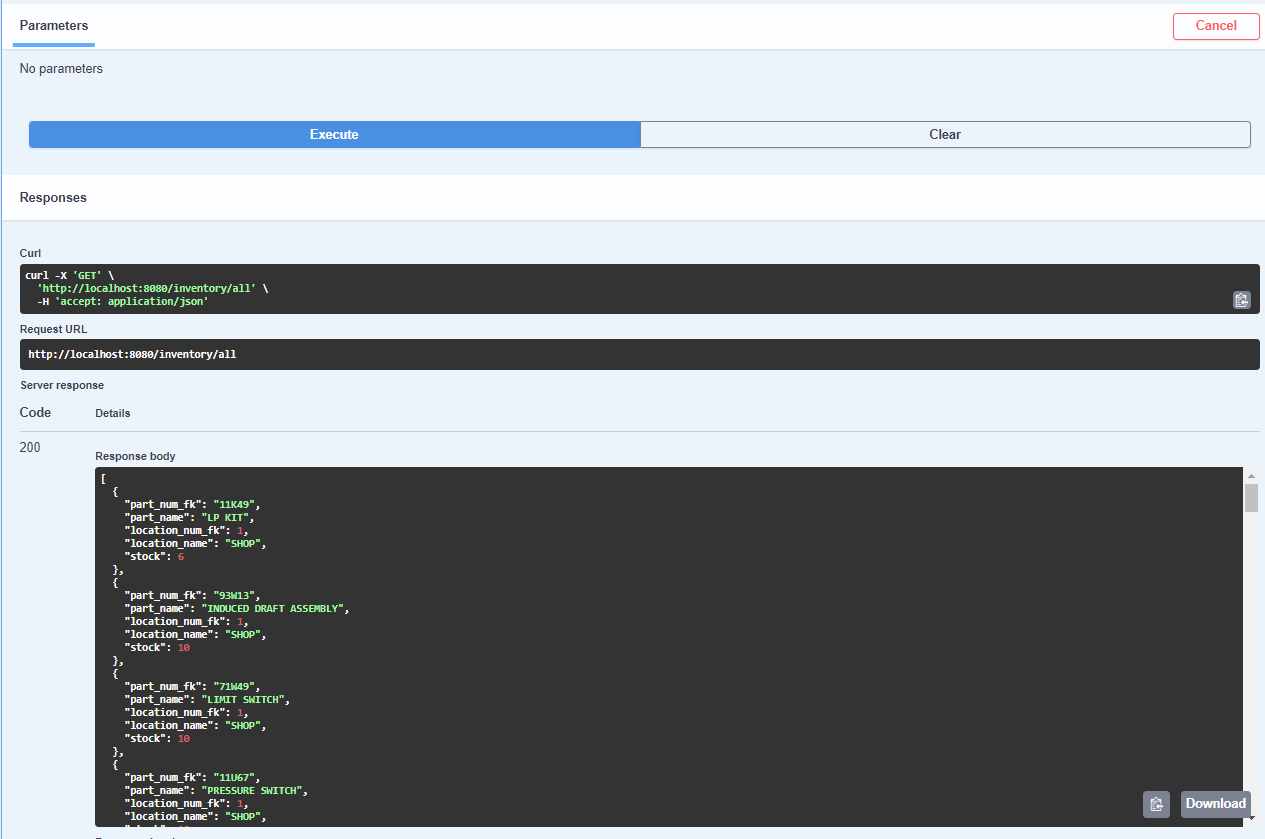 Parameters
Cancel
No parameters
Execute
Clear
Responses
Curl
curl -X 'GET' \
  'http://localhost:8080/inventory/all' \
  -H 'accept: application/json'
Request URL
http://localhost:8080/inventory/all
Server response
Code Details
200
Response body
[
  {
    "part_num_fk": "11K49",
    "part_name": "LP KIT",
    "location_num_fk": 1,
    "location_name": "SHOP",
    "stock": 6
  },
  {
    "part_num_fk": "93W13",
    "part_name": "INDUCED DRAFT ASSEMBLY",
    "location_num_fk": 1,
    "location_name": "SHOP",
    "stock": 10
  },
  {
    "part_num_fk": "71W49",
    "part_name": "LIMIT SWITCH",
    "location_num_fk": 1,
    "location_name": "SHOP",
    "stock": 10
  },
  {
    "part_num_fk": "11U67",
    "part_name": "PRESSURE SWITCH",
    "location_num_fk": 1,
    "location_name": "SHOP",
Download